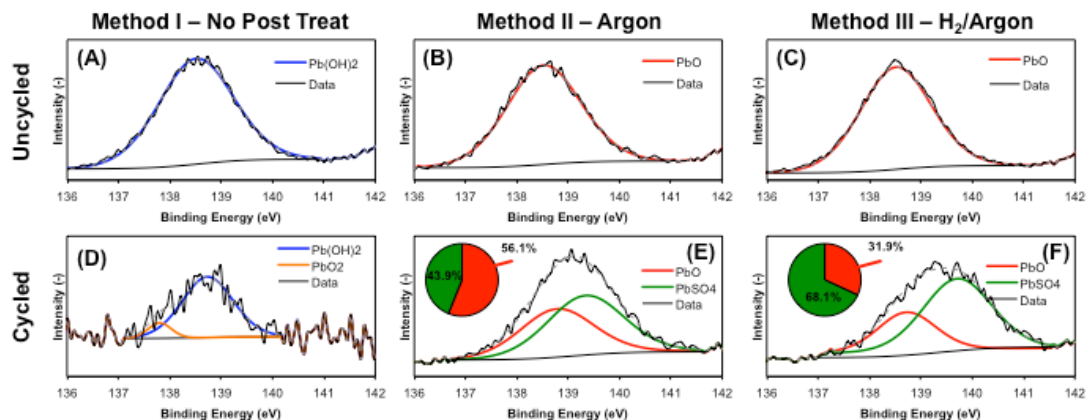 Method I – No Post Treat
Method II – Argon
Method III – H₂/Argon
Uncycled
(A)
Pb(OH)2
Data
Intensity (-)
136 137 138 139 140 141 142
Binding Energy (eV)
(B)
PbO
Data
Intensity (-)
136 137 138 139 140 141 142
Binding Energy (eV)
(C)
PbO
Data
Intensity (-)
136 137 138 139 140 141 142
Binding Energy (eV)
Cycled
(D)
Pb(OH)2
PbO2
Data
Intensity (-)
136 137 138 139 140 141 142
Binding Energy (eV)
(E)
56.1%
43.9%
PbO
PbSO4
Data
Intensity (-)
136 137 138 139 140 141 142
Binding Energy (eV)
(F)
31.9%
68.1%
PbO
PbSO4
Data
Intensity (-)
136 137 138 139 140 141 142
Binding Energy (eV)